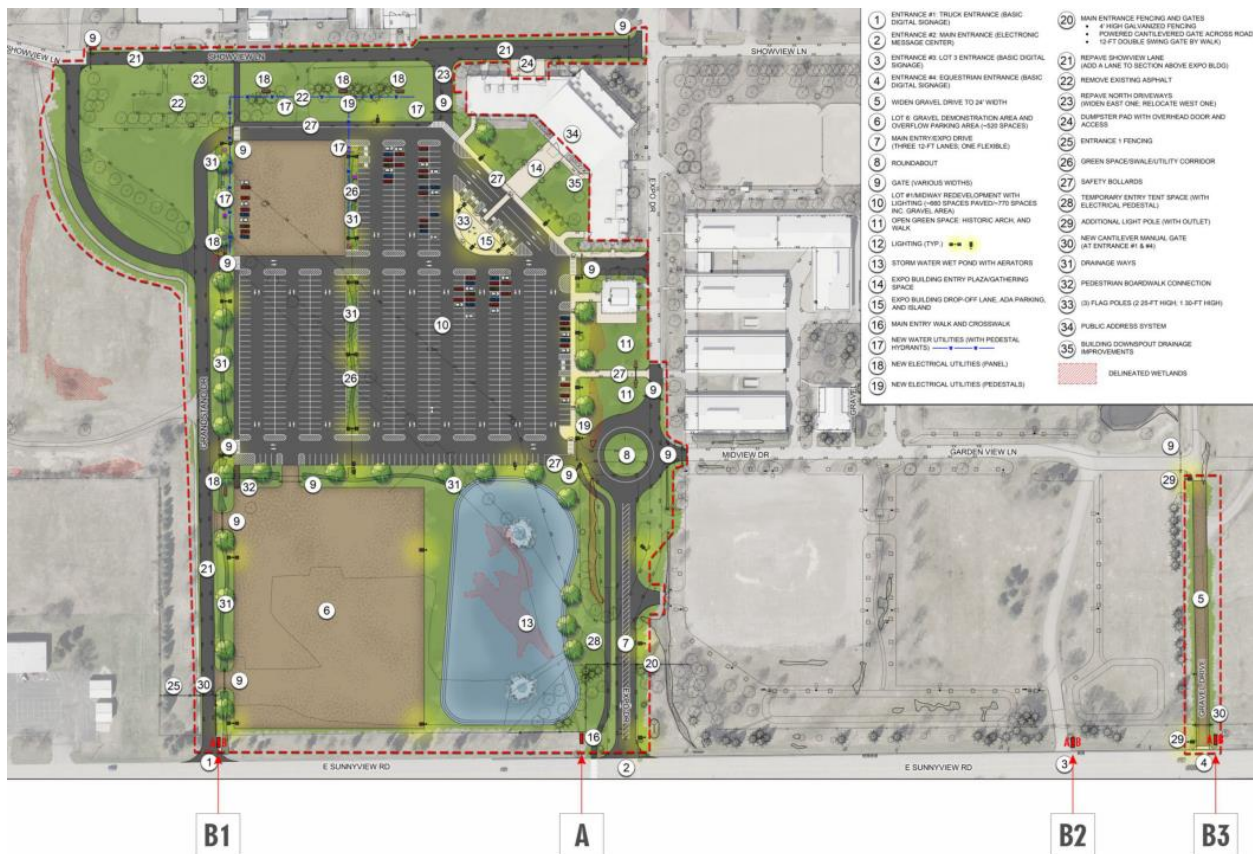 1 ENTRANCE #1: TRUCK ENTRANCE (BASIC
DIGITAL SIGNAGE)
2 ENTRANCE #2: MAIN ENTRANCE (ELECTRONIC
MESSAGE CENTER)
3 ENTRANCE #3: LOT 3 ENTRANCE (BASIC DIGITAL
SIGNAGE)
4 ENTRANCE #4: EQUESTRIAN ENTRANCE (BASIC
DIGITAL SIGNAGE)
5 WIDEN GRAVEL DRIVE TO 24' WIDTH
6 LOT 6: GRAVEL DEMONSTRATION AREA AND
OVERFLOW PARKING AREA (~520 SPACES)
7 MAIN ENTRY/EXPO DRIVE
(THREE 12-FT LANES; ONE FLEXIBLE)
8 ROUNDABOUT
9 GATE (VARIOUS WIDTHS)
10 LOT #1/MIDWAY REDEVELOPMENT WITH
LIGHTING (~660 SPACES PAVED/~770 SPACES
INC. GRAVEL AREA)
11 OPEN GREEN SPACE: HISTORIC ARCH, AND
WALK
12 LIGHTING (TYP.)
13 STORM WATER WET POND WITH AERATORS
14 EXPO BUILDING ENTRY PLAZA/GATHERING
SPACE
15 EXPO BUILDING DROP-OFF LANE, ADA PARKING,
AND ISLAND
16 MAIN ENTRY WALK AND CROSSWALK
17 NEW WATER UTILITIES (WITH PEDESTAL
HYDRANTS)
18 NEW ELECTRICAL UTILITIES (PANEL)
19 NEW ELECTRICAL UTILITIES (PEDESTALS)
20 MAIN ENTRANCE FENCING AND GATES
• 4' HIGH GALVANIZED FENCING
• POWERED CANTILEVERED GATE ACROSS ROAD
• 12-FT DOUBLE SWING GATE BY WALK
21 REPAVE SHOWVIEW LANE
(ADD A LANE TO SECTION ABOVE EXPO BLDG)
22 REMOVE EXISTING ASPHALT
23 REPAVE NORTH DRIVEWAYS
(WIDEN EAST ONE; RELOCATE WEST ONE)
24 DUMPSTER PAD WITH OVERHEAD DOOR AND
ACCESS
25 ENTRANCE 1 FENCING
26 GREEN SPACE/SWALE/UTILITY CORRIDOR
27 SAFETY BOLLARDS
28 TEMPORARY ENTRY TENT SPACE (WITH
ELECTRICAL PEDESTAL)
29 ADDITIONAL LIGHT POLE (WITH OUTLET)
30 NEW CANTILEVER MANUAL GATE
(AT ENTRANCE #1 & #4)
31 DRAINAGE WAYS
32 PEDESTRIAN BOARDWALK CONNECTION
33 (3) FLAG POLES (2 25-FT HIGH, 1 30-FT HIGH)
34 PUBLIC ADDRESS SYSTEM
35 BUILDING DOWNSPOUT DRAINAGE
IMPROVEMENTS
DELINEATED WETLANDS
SHOWVIEW LN
SHOWVIEW LN
SHOWVIEW LN
EXPO DR
GRANDSTAND DR
MIDVIEW DR
GARDEN VIEW LN
GRAVEL
EXPO DR
GRAVEL DRIVE
E SUNNYVIEW RD
E SUNNYVIEW RD
B1
A
B2
B3